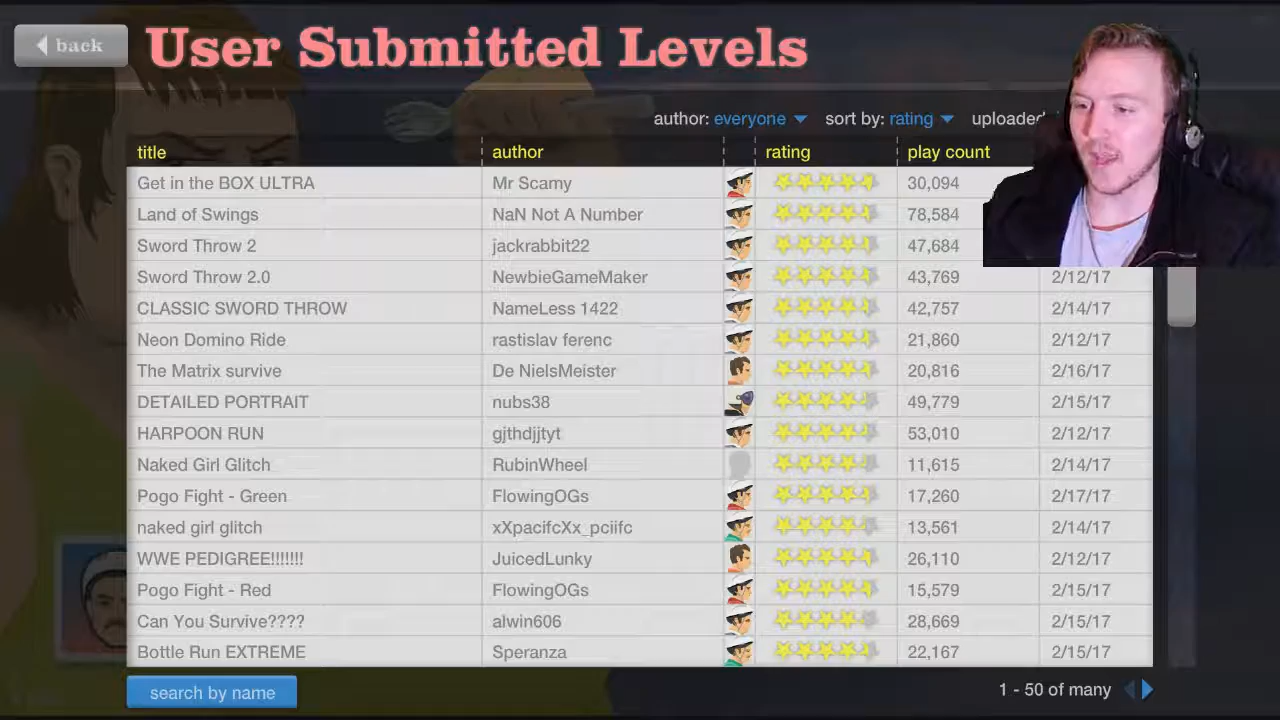 back
User Submitted Levels
author: everyone sort by: rating uploaded
title author rating play count
Get in the BOX ULTRA Mr Scamy 30,094
Land of Swings NaN Not A Number 78,584
Sword Throw 2 jackrabbit22 47,684
Sword Throw 2.0 NewbieGameMaker 43,769 2/12/17
CLASSIC SWORD THROW NameLess 1422 42,757 2/14/17
Neon Domino Ride rastislav ferenc 21,860 2/12/17
The Matrix survive De NielsMeister 20,816 2/16/17
DETAILED PORTRAIT nubs38 49,779 2/15/17
HARPOON RUN gjthdjjtyt 53,010 2/12/17
Naked Girl Glitch RubinWheel 11,615 2/14/17
Pogo Fight - Green FlowingOGs 17,260 2/17/17
naked girl glitch xXpacifcXx_pciifc 13,561 2/14/17
WWE PEDIGREE!!!!!!! JuicedLunky 26,110 2/12/17
Pogo Fight - Red FlowingOGs 15,579 2/15/17
Can You Survive???? alwin606 28,669 2/15/17
Bottle Run EXTREME Speranza 22,167 2/15/17
search by name 1 - 50 of many